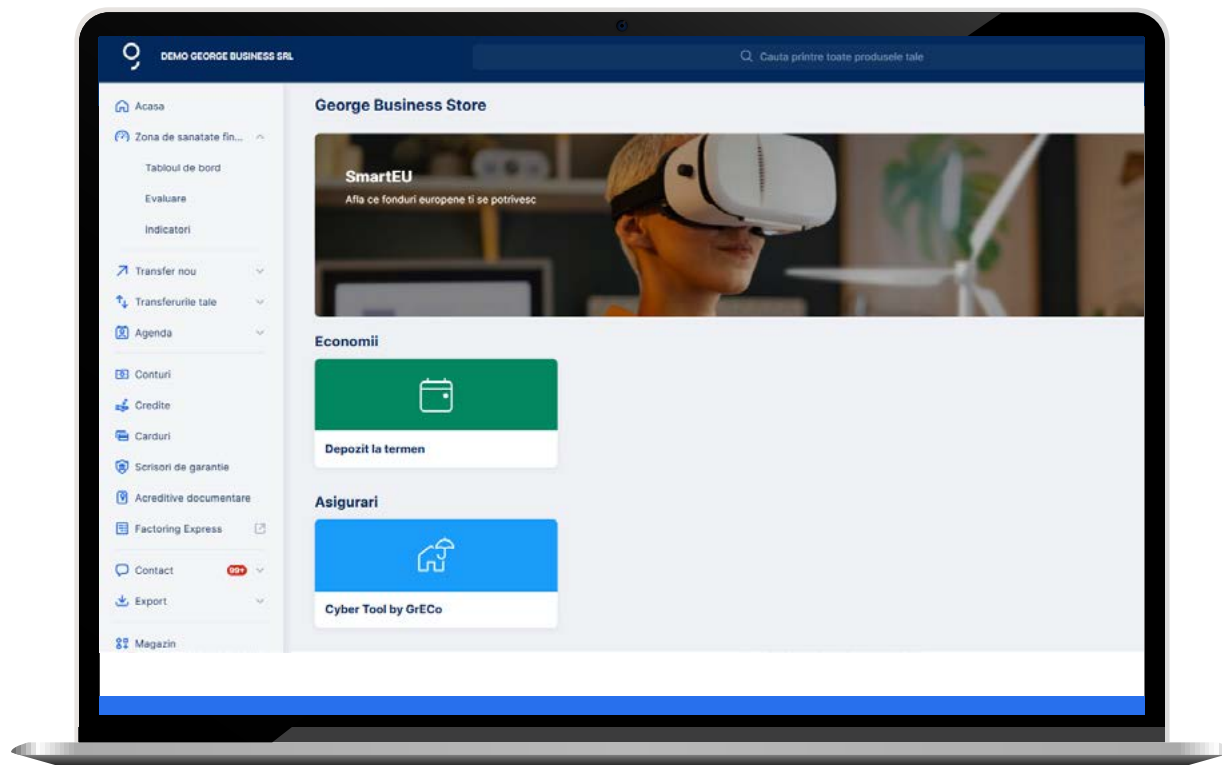 DEMO GEORGE BUSINESS SRL
Cauta printre toate produsele tale
Acasa
Zona de sanatate fin...
Tabloul de bord
Evaluare
Indicatori
Transfer nou
Transferurile tale
Agenda
Conturi
Credite
Carduri
Scrisori de garantie
Acreditive documentare
Factoring Express
Contact 99+
Export
Magazin
George Business Store
SmartEU
Afla ce fonduri europene ti se potrivesc
Economii
Depozit la termen
Asigurari
Cyber Tool by GrECo